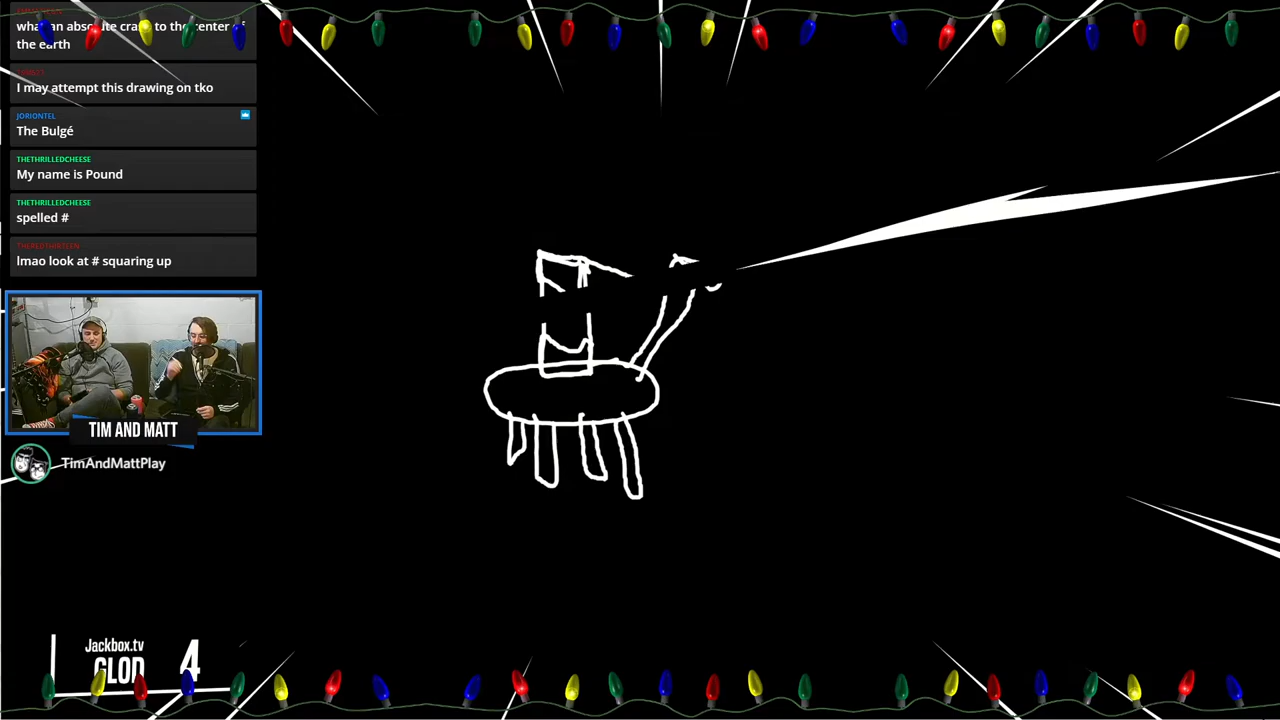 the earth
I may attempt this drawing on tko
JORIONTEL
The Bulgé
THETHRILLEDCHEESE
My name is Pound
THETHRILLEDCHEESE
spelled #
THEREDTHIRTEEN
lmao look at # squaring up
TIM AND MATT
TimAndMattPlay
Jackbox.tv
GLOD
4